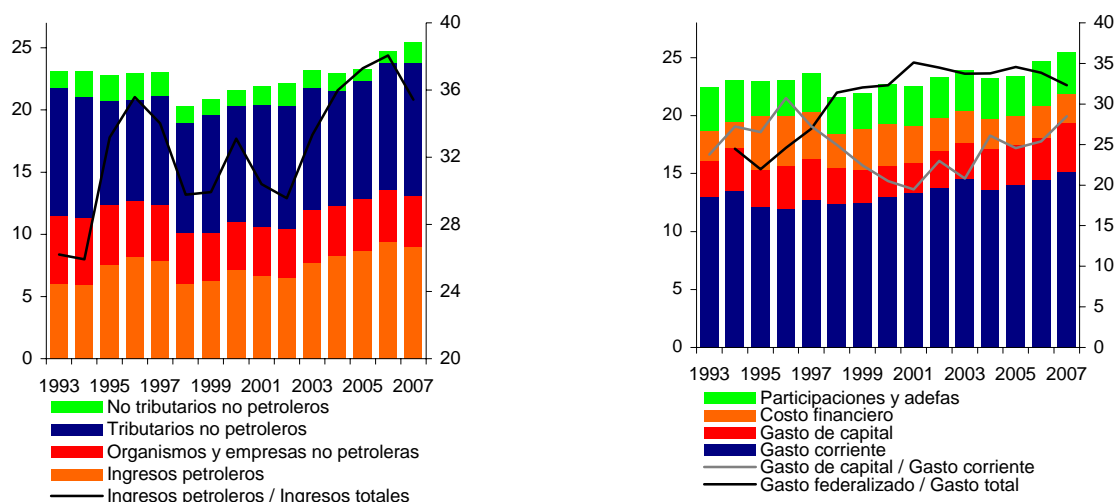 25
20
15
10
5
0
40
36
32
28
24
20
1993 1995 1997 1999 2001 2003 2005 2007
No tributarios no petroleros
Tributarios no petroleros
Organismos y empresas no petroleras
Ingresos petroleros
Ingresos petroleros / Ingresos totales
25
20
15
10
5
0
40
35
30
25
20
15
10
5
0
1993 1995 1997 1999 2001 2003 2005 2007
Participaciones y adefas
Costo financiero
Gasto de capital
Gasto corriente
Gasto de capital / Gasto corriente
Gasto federalizado / Gasto total